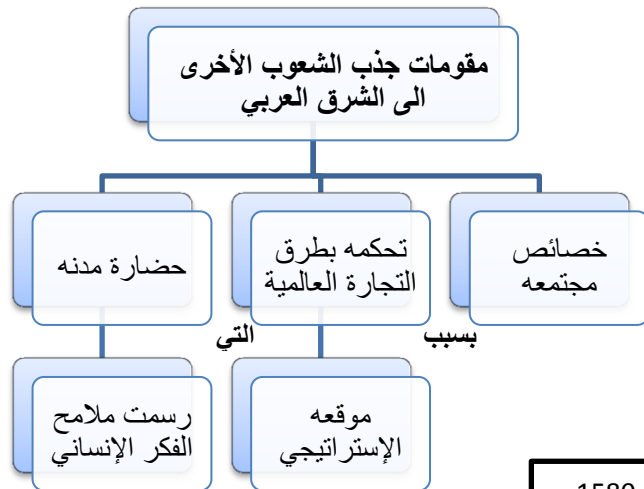 مقومات جذب الشعوب الأخرى
الى الشرق العربي
خصائص
مجتمعه
تحكمه بطرق
التجارة العالمية
حضارة مدنه
بسبب
التي
موقعه
الإستراتيجي
رسمت ملامح
الفكر الإنساني
1580